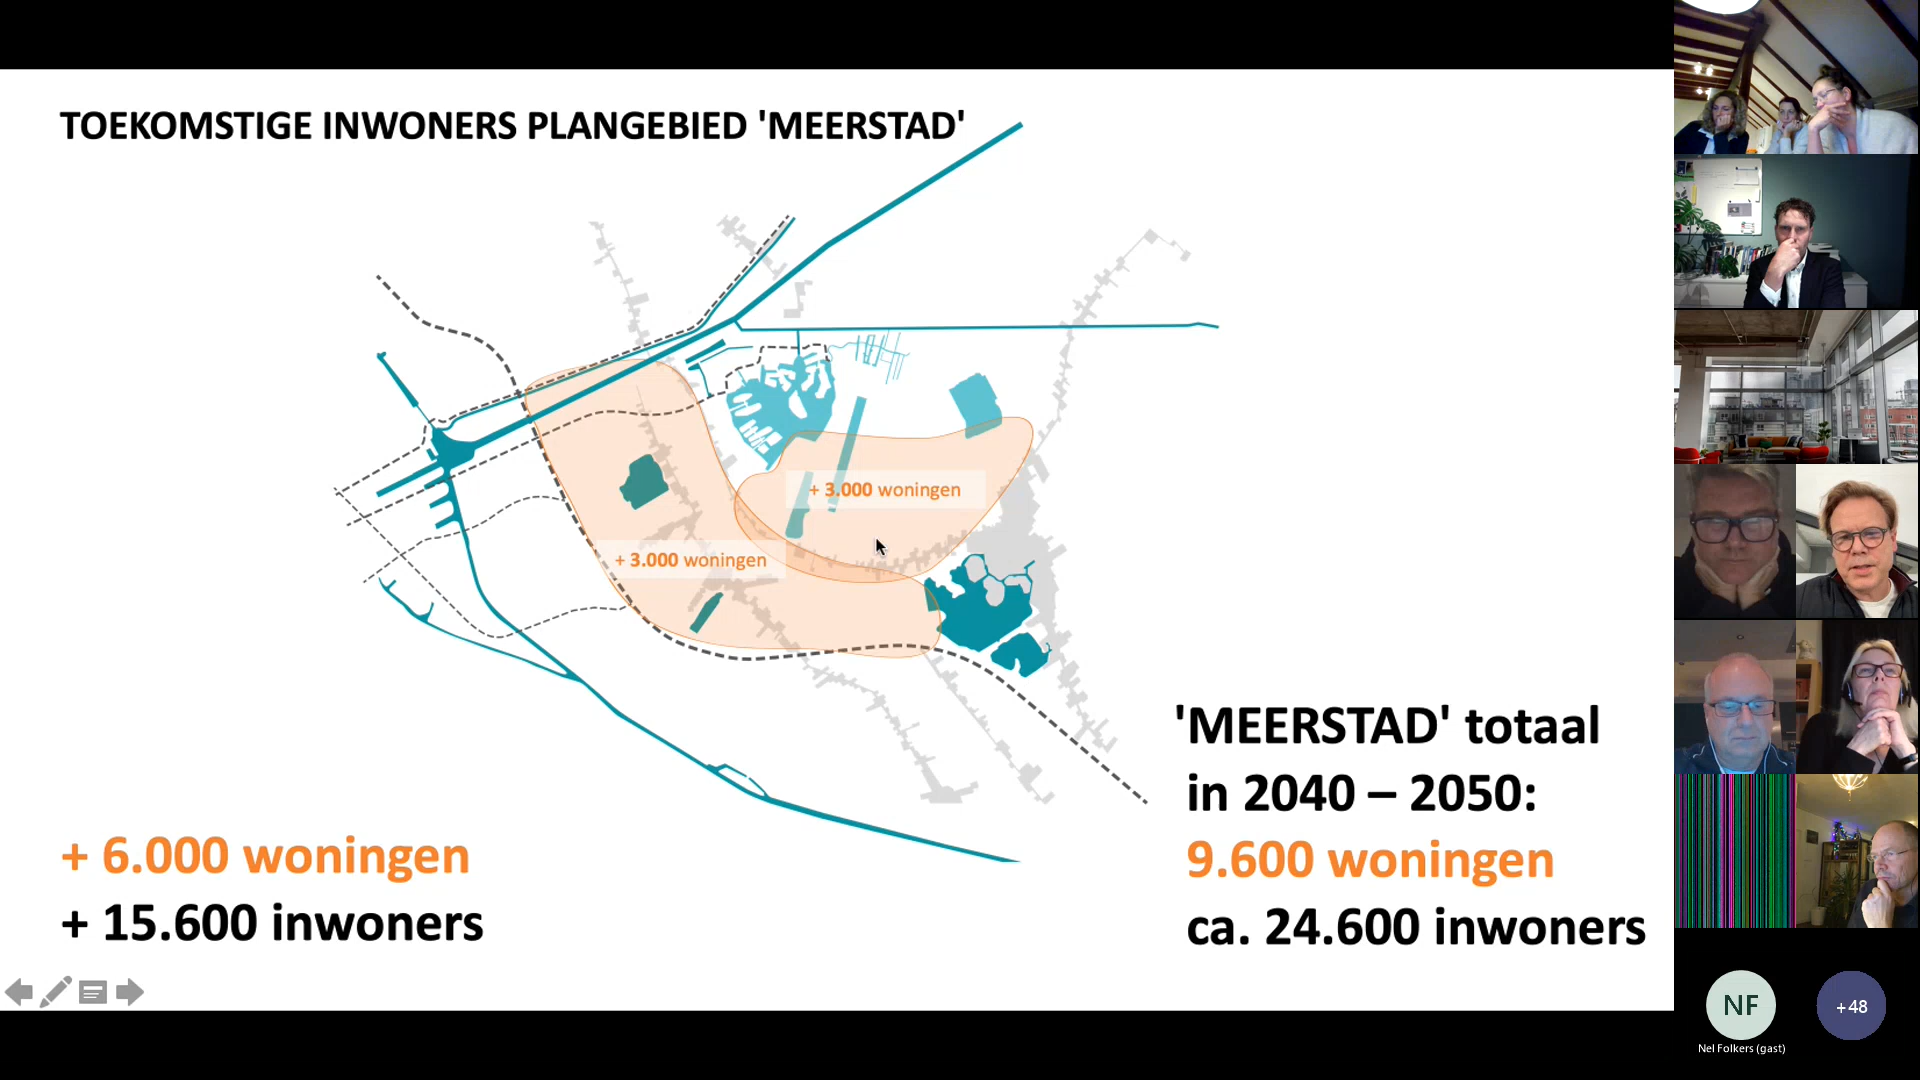 TOEKOMSTIGE INWONERS PLANGEBIED 'MEERSTAD'
+ 3.000 woningen
+ 3.000 woningen
'MEERSTAD' totaal
in 2040 – 2050:
9.600 woningen
ca. 24.600 inwoners
+ 6.000 woningen
+ 15.600 inwoners
NF
+48
Nel Folkers (gast)